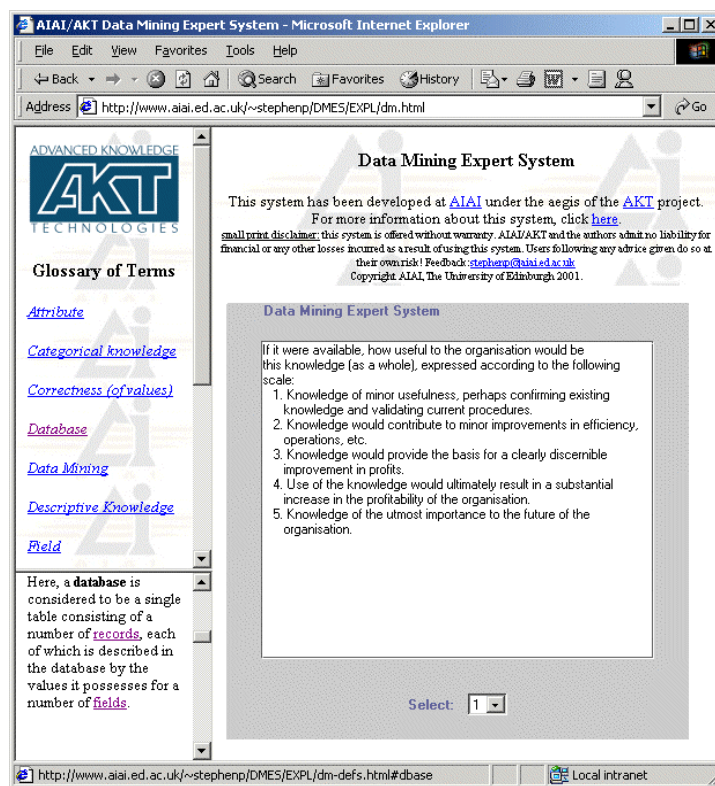 AIAI/AKT Data Mining Expert System - Microsoft Internet Explorer
File Edit View Favorites Tools Help
Back Search Favorites History
Address http://www.aiai.ed.ac.uk/~stephenp/DMES/EXPL/dm.html Go
ADVANCED KNOWLEDGE
AKT
TECHNOLOGIES
Glossary of Terms
Attribute
Categorical knowledge
Correctness (of values)
Database
Data Mining
Descriptive Knowledge
Field
Here, a database is
considered to be a single
table consisting of a
number of records, each
of which is described in
the database by the
values it possesses for a
number of fields.
Data Mining Expert System
This system has been developed at AIAI under the aegis of the AKT project.
For more information about this system, click here.
small print disclaimer: this system is offered without warranty. AIAI/AKT and the authors admit no liability for
financial or any other losses incurred as a result of using this system. Users following any advice given do so at
their own risk! Feedback: stephenp@aiai.ed.ac.uk
Copyright AIAI, The University of Edinburgh 2001.
Data Mining Expert System
If it were available, how useful to the organisation would be
this knowledge (as a whole), expressed according to the following
scale:
1. Knowledge of minor usefulness, perhaps confirming existing
knowledge and validating current procedures.
2. Knowledge would contribute to minor improvements in efficiency,
operations, etc.
3. Knowledge would provide the basis for a clearly discernible
improvement in profits.
4. Use of the knowledge would ultimately result in a substantial
increase in the profitability of the organisation.
5. Knowledge of the utmost importance to the future of the
organisation.
Select: 1
http://www.aiai.ed.ac.uk/~stephenp/DMES/EXPL/dm-defs.html#dbase Local intranet